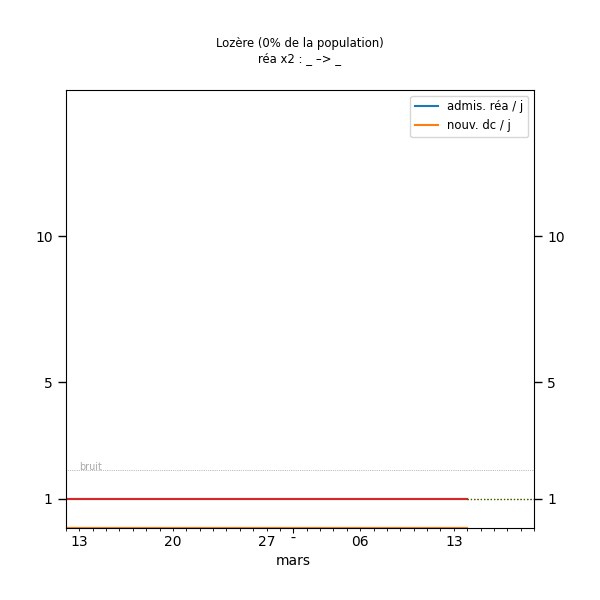 Lozère (0% de la population)
réa x2 : _ –> _
admis. réa / j
nouv. dc / j
10 10
5 5
bruit
1 1
13 20 27 - 06 13
mars